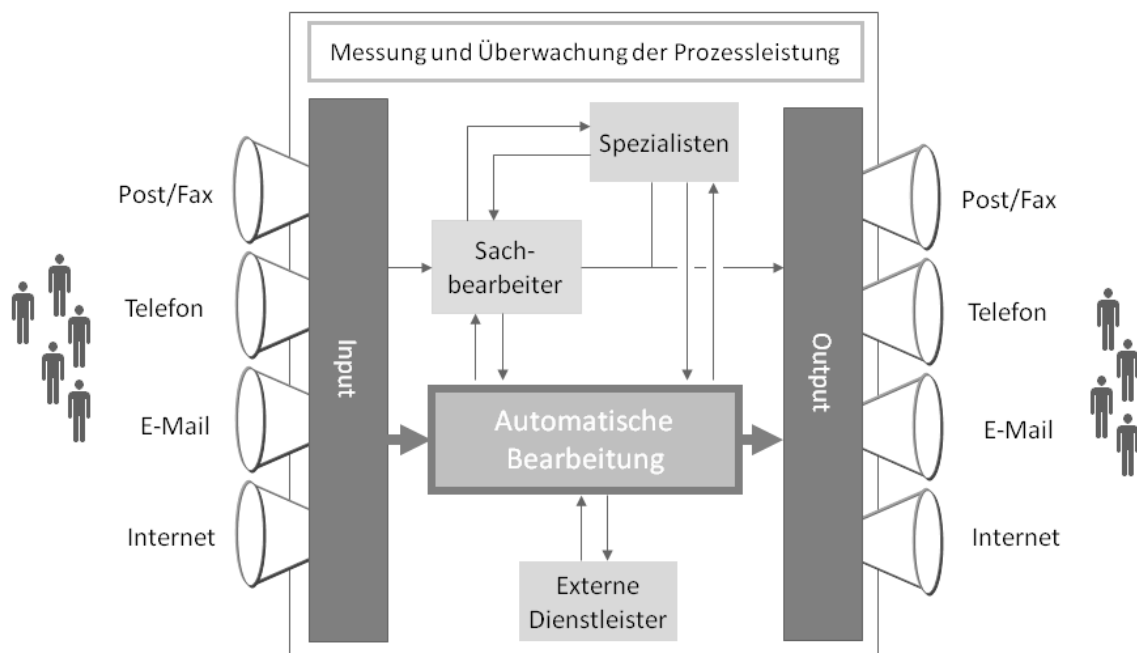 Messung und Überwachung der Prozessleistung
Spezialisten
Post/Fax
Post/Fax
Sach-
bearbeiter
Telefon
Telefon
Input
Output
Automatische
Bearbeitung
E-Mail
E-Mail
Internet
Internet
Externe
Dienstleister